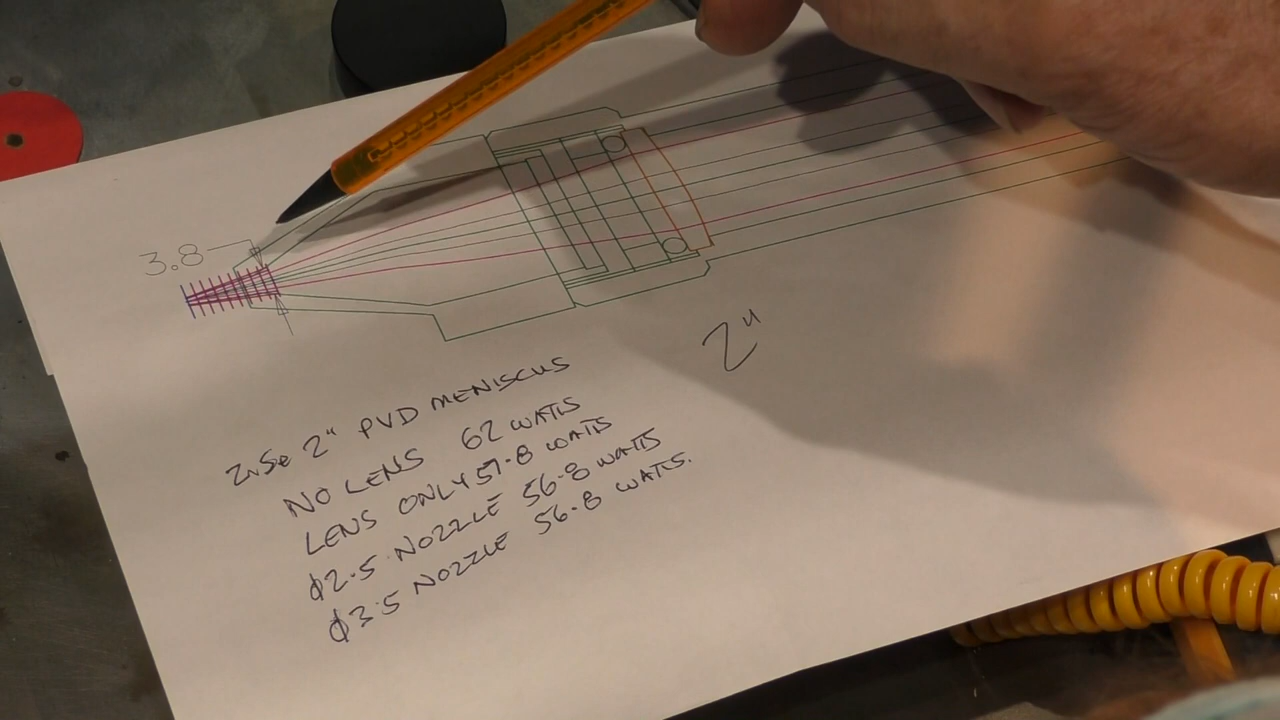 3.8
2"
ZnSe 2" PVD MENISCUS
NO LENS 62 WATTS
LENS ONLY 57.8 WATTS
φ2.5 NOZZLE 56.8 WATTS
φ3.5 NOZZLE 56.8 WATTS.